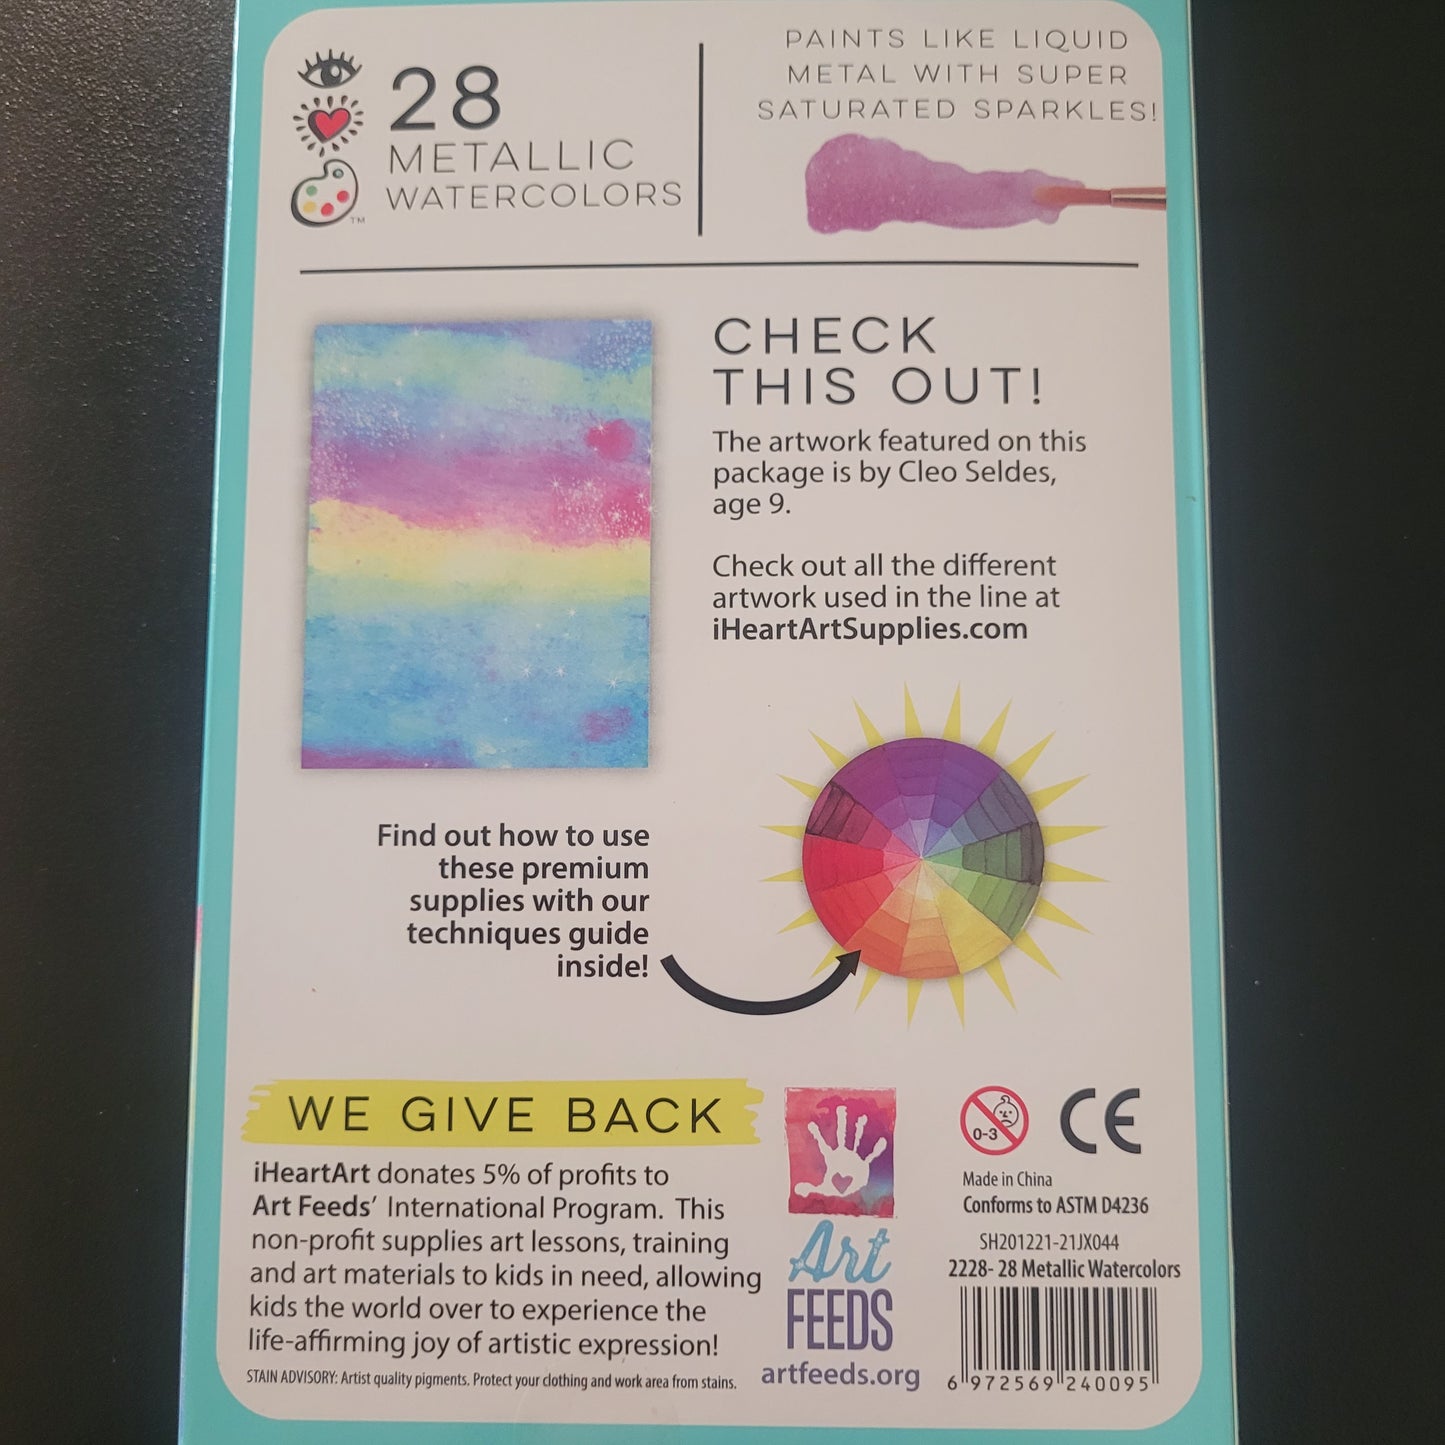 28
METALLIC
WATERCOLORS
TM
PAINTS LIKE LIQUID
METAL WITH SUPER
SATURATED SPARKLES!
CHECK
THIS OUT!
The artwork featured on this
package is by Cleo Seldes,
age 9.
Check out all the different
artwork used in the line at
iHeartArtSupplies.com
Find out how to use
these premium
supplies with our
techniques guide
inside!
WE GIVE BACK
iHeartArt donates 5% of profits to
Art Feeds' International Program. This
non-profit supplies art lessons, training
and art materials to kids in need, allowing
kids the world over to experience the
life-affirming joy of artistic expression!
STAIN ADVISORY: Artist quality pigments. Protect your clothing and work area from stains.
Art
FEEDS
artfeeds.org
0-3
CE
Made in China
Conforms to ASTM D4236
SH201221-21JX044
2228- 28 Metallic Watercolors
6 972569 240095